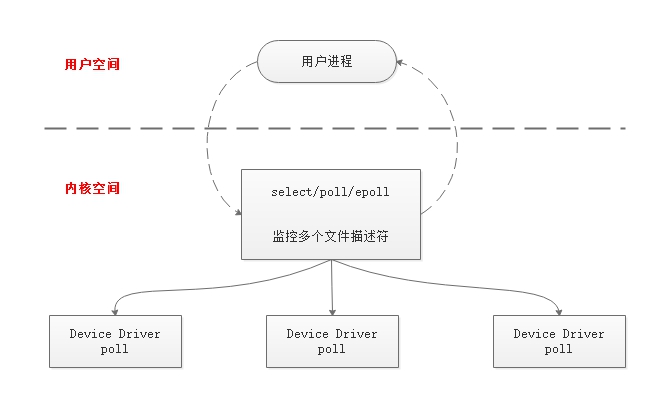 用户空间
用户进程
内核空间
select/poll/epoll
监控多个文件描述符
Device Driver
poll
Device Driver
poll
Device Driver
poll